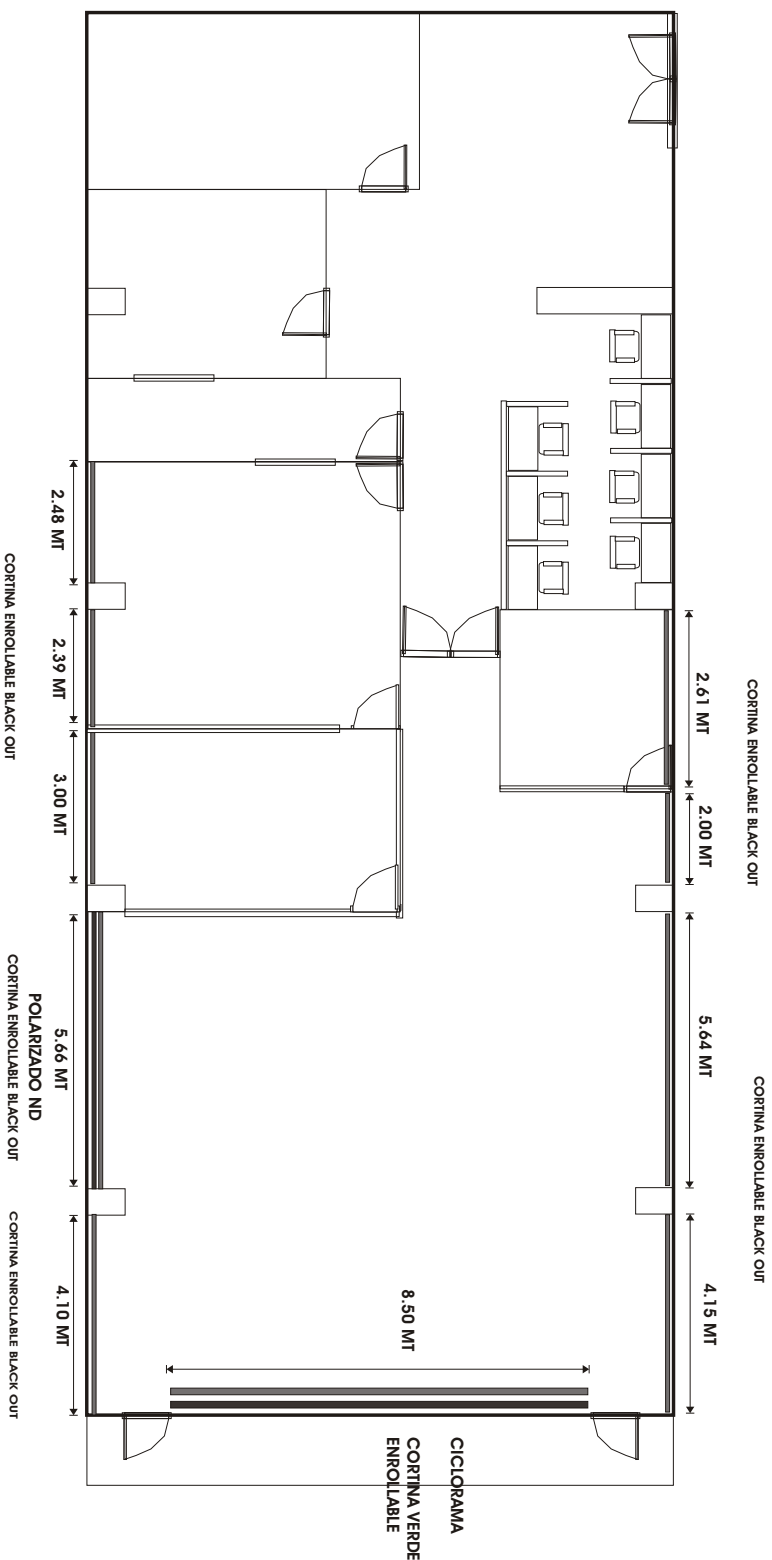 2.61 MT
2.00 MT
5.64 MT
4.15 MT
CORTINA ENROLLABLE BLACK OUT
CORTINA ENROLLABLE BLACK OUT
8.50 MT
CICLORAMA
CORTINA VERDE
ENROLLABLE
2.48 MT
2.39 MT
3.00 MT
5.66 MT
4.10 MT
POLARIZADO ND
CORTINA ENROLLABLE BLACK OUT
CORTINA ENROLLABLE BLACK OUT
CORTINA ENROLLABLE BLACK OUT